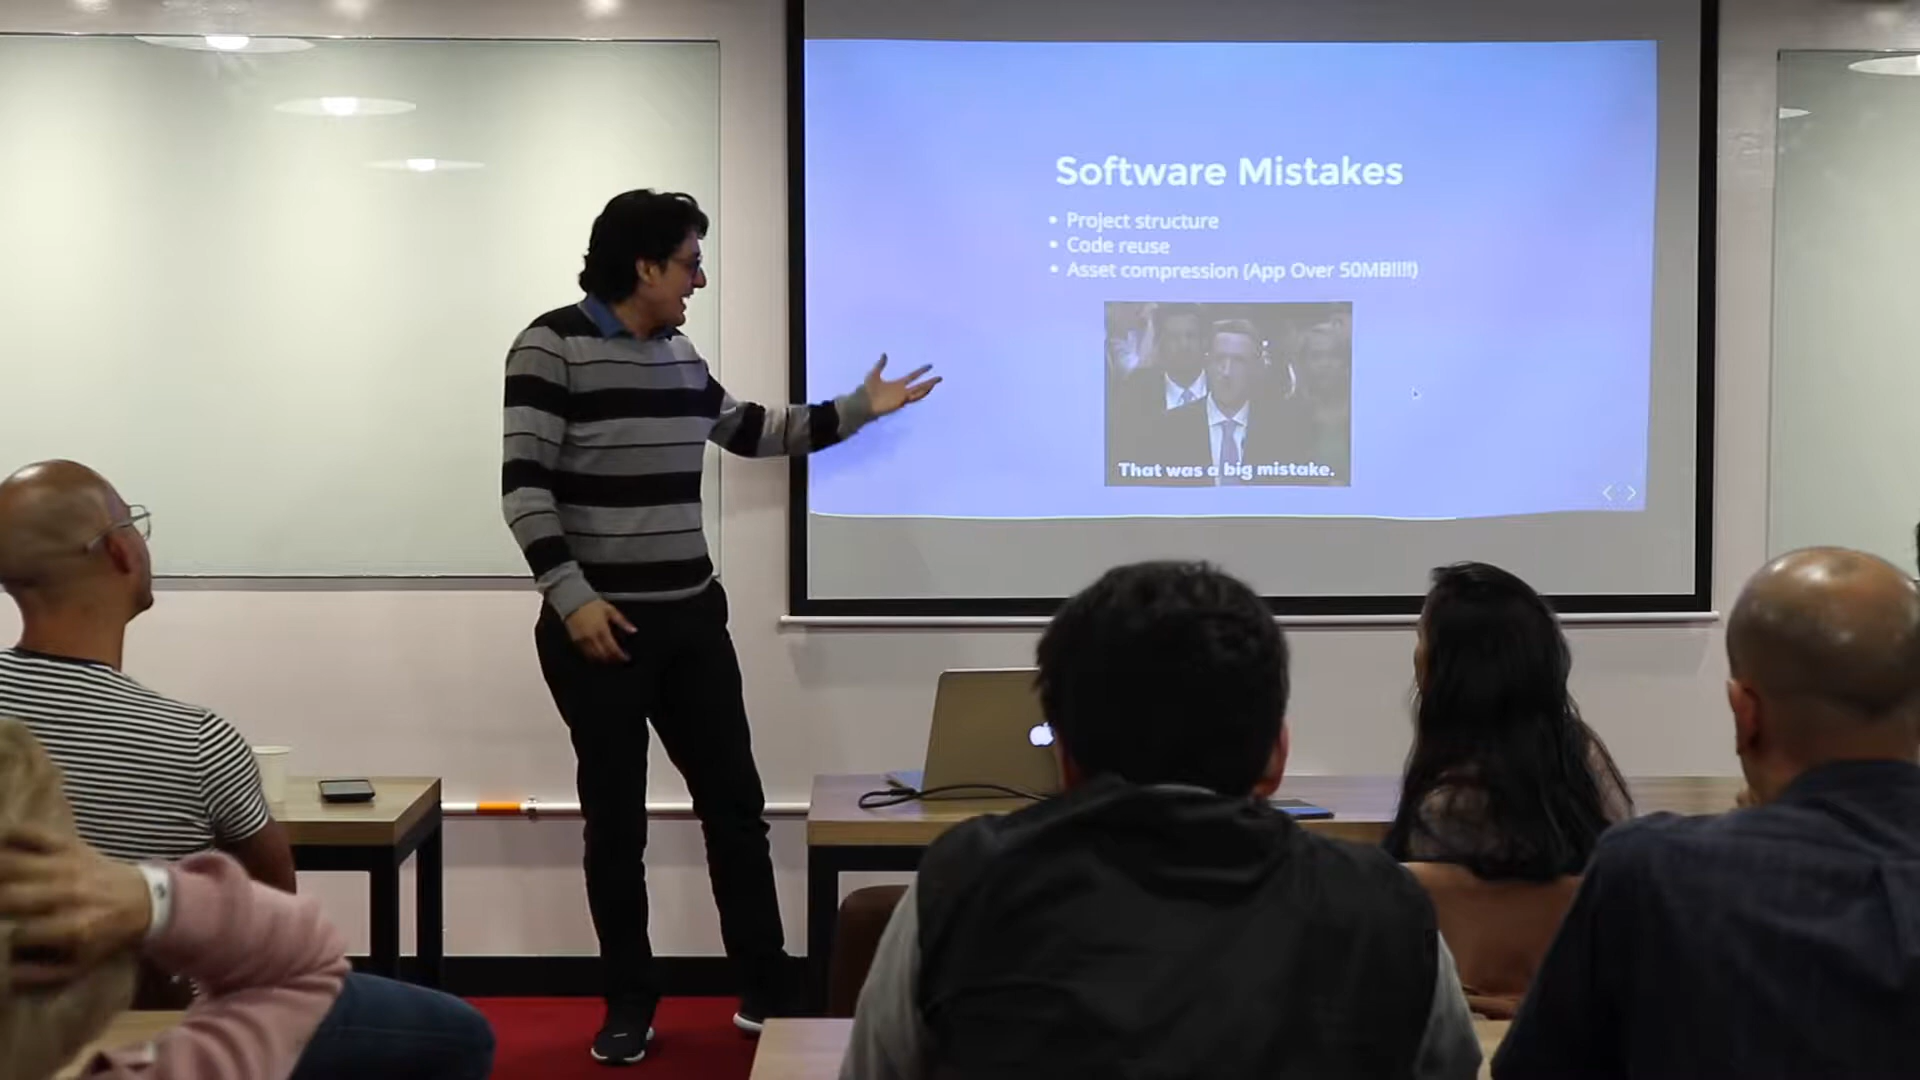 Software Mistakes
• Project structure
• Code reuse
• Asset compression (App Over 50MB!!!!)
That was a big mistake.